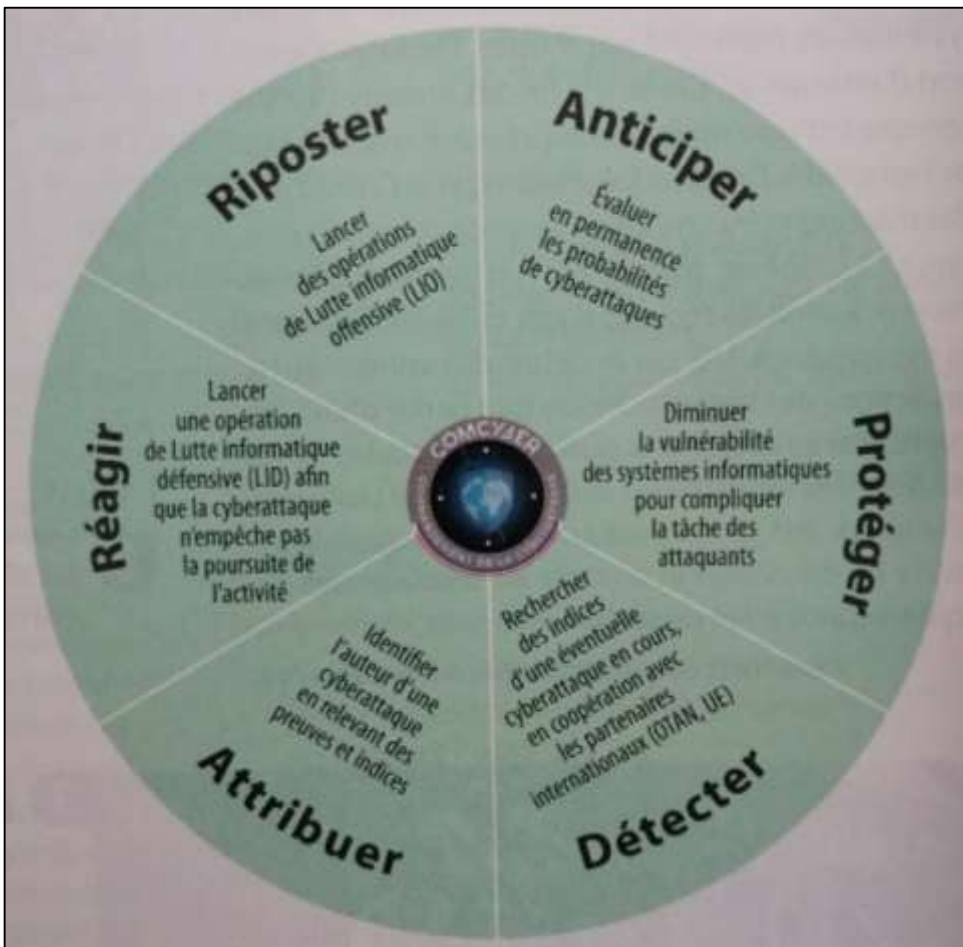 Anticiper
Évaluer
en permanence
les probabilités
de cyberattaques
Protéger
Diminuer
la vulnérabilité
des systèmes informatiques
pour compliquer
la tâche des
attaquants
Détecter
Rechercher
des indices
d'une éventuelle
cyberattaque en cours,
en coopération avec
les partenaires
internationaux (OTAN, UE)
Attribuer
Identifier
l'auteur d'une
cyberattaque
en relevant des
preuves et indices
Réagir
Lancer
une opération
de Lutte informatique
défensive (LID) afin
que la cyberattaque
n'empêche pas
la poursuite de
l'activité
Riposter
Lancer
des opérations
de Lutte informatique
offensive (LIO)
COMCYBER